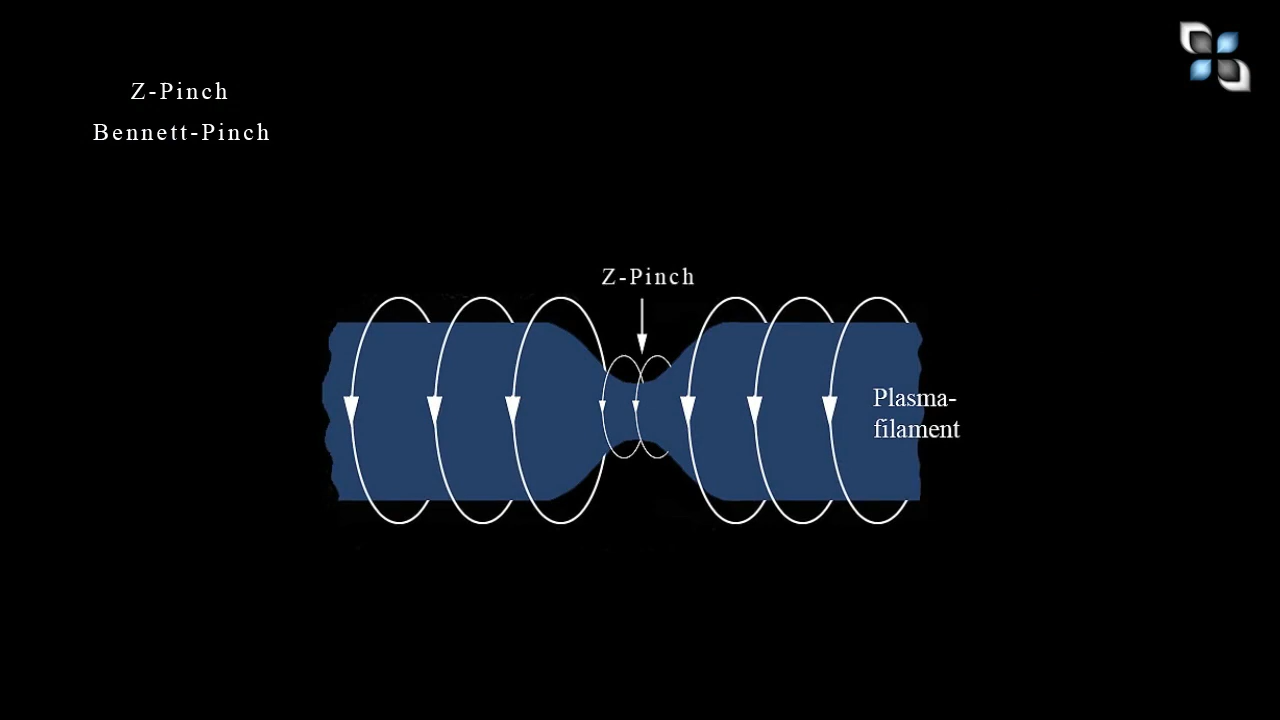 Z-Pinch
Bennett-Pinch
Z-Pinch
Plasma-
filament